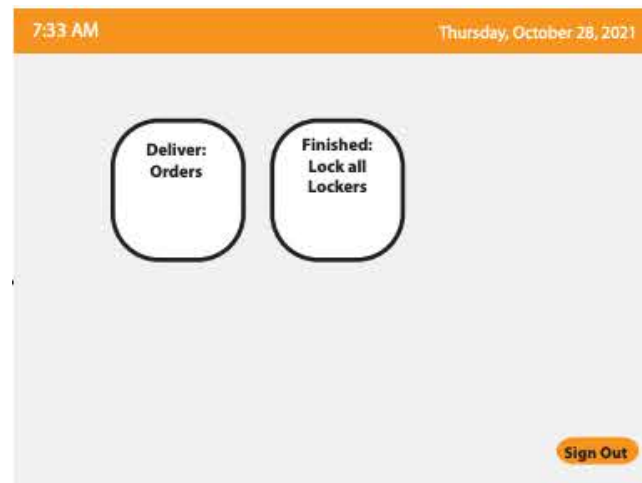 7:33 AM
Thursday, October 28, 2021
Deliver:
Orders
Finished:
Lock all
Lockers
Sign Out